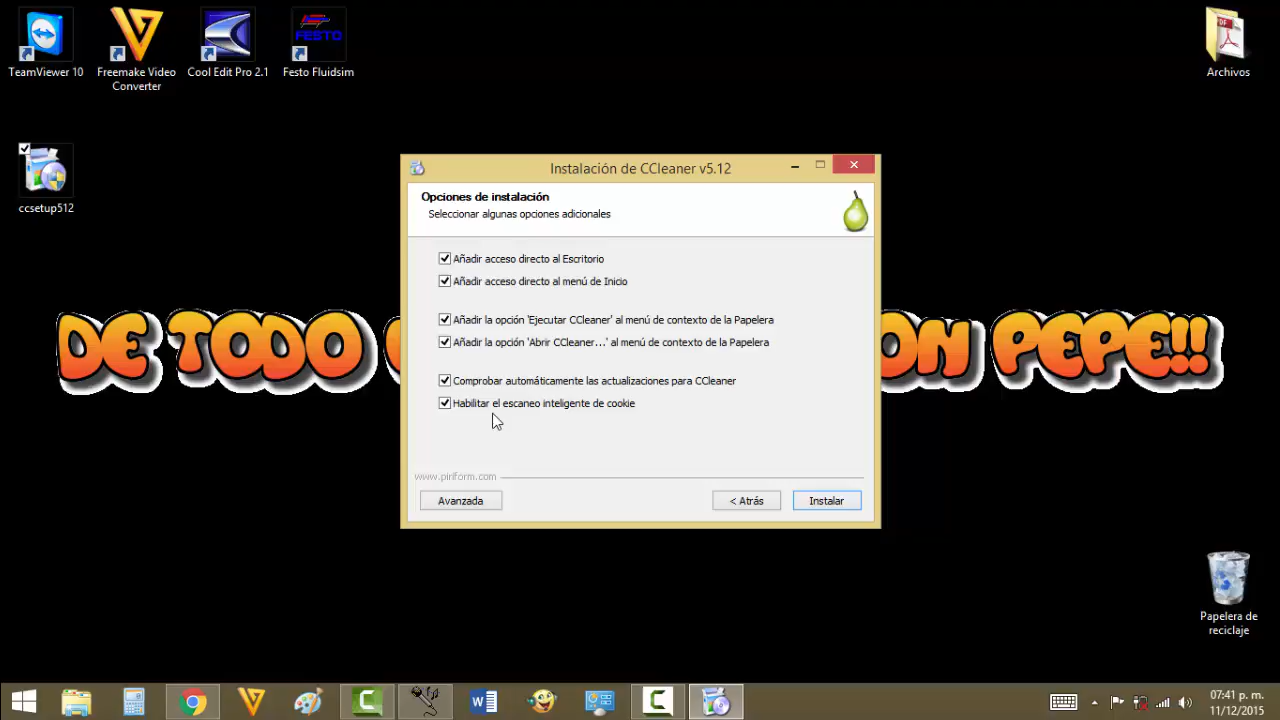 TeamViewer 10
Freemake Video
Converter
Cool Edit Pro 2.1
FESTO
Festo Fluidsim
Archivos
ccsetup512
Instalación de CCleaner v5.12
Opciones de instalación
Seleccionar algunas opciones adicionales
Añadir acceso directo al Escritorio
Añadir acceso directo al menú de Inicio
Añadir la opción 'Ejecutar CCleaner' al menú de contexto de la Papelera
Añadir la opción 'Abrir CCleaner...' al menú de contexto de la Papelera
Comprobar automáticamente las actualizaciones para CCleaner
Habilitar el escaneo inteligente de cookie
www.piriform.com
Avanzada
< Atrás
Instalar
DE TODO
ON PEPE!!
Papelera de
reciclaje
07:41 p. m.
11/12/2015